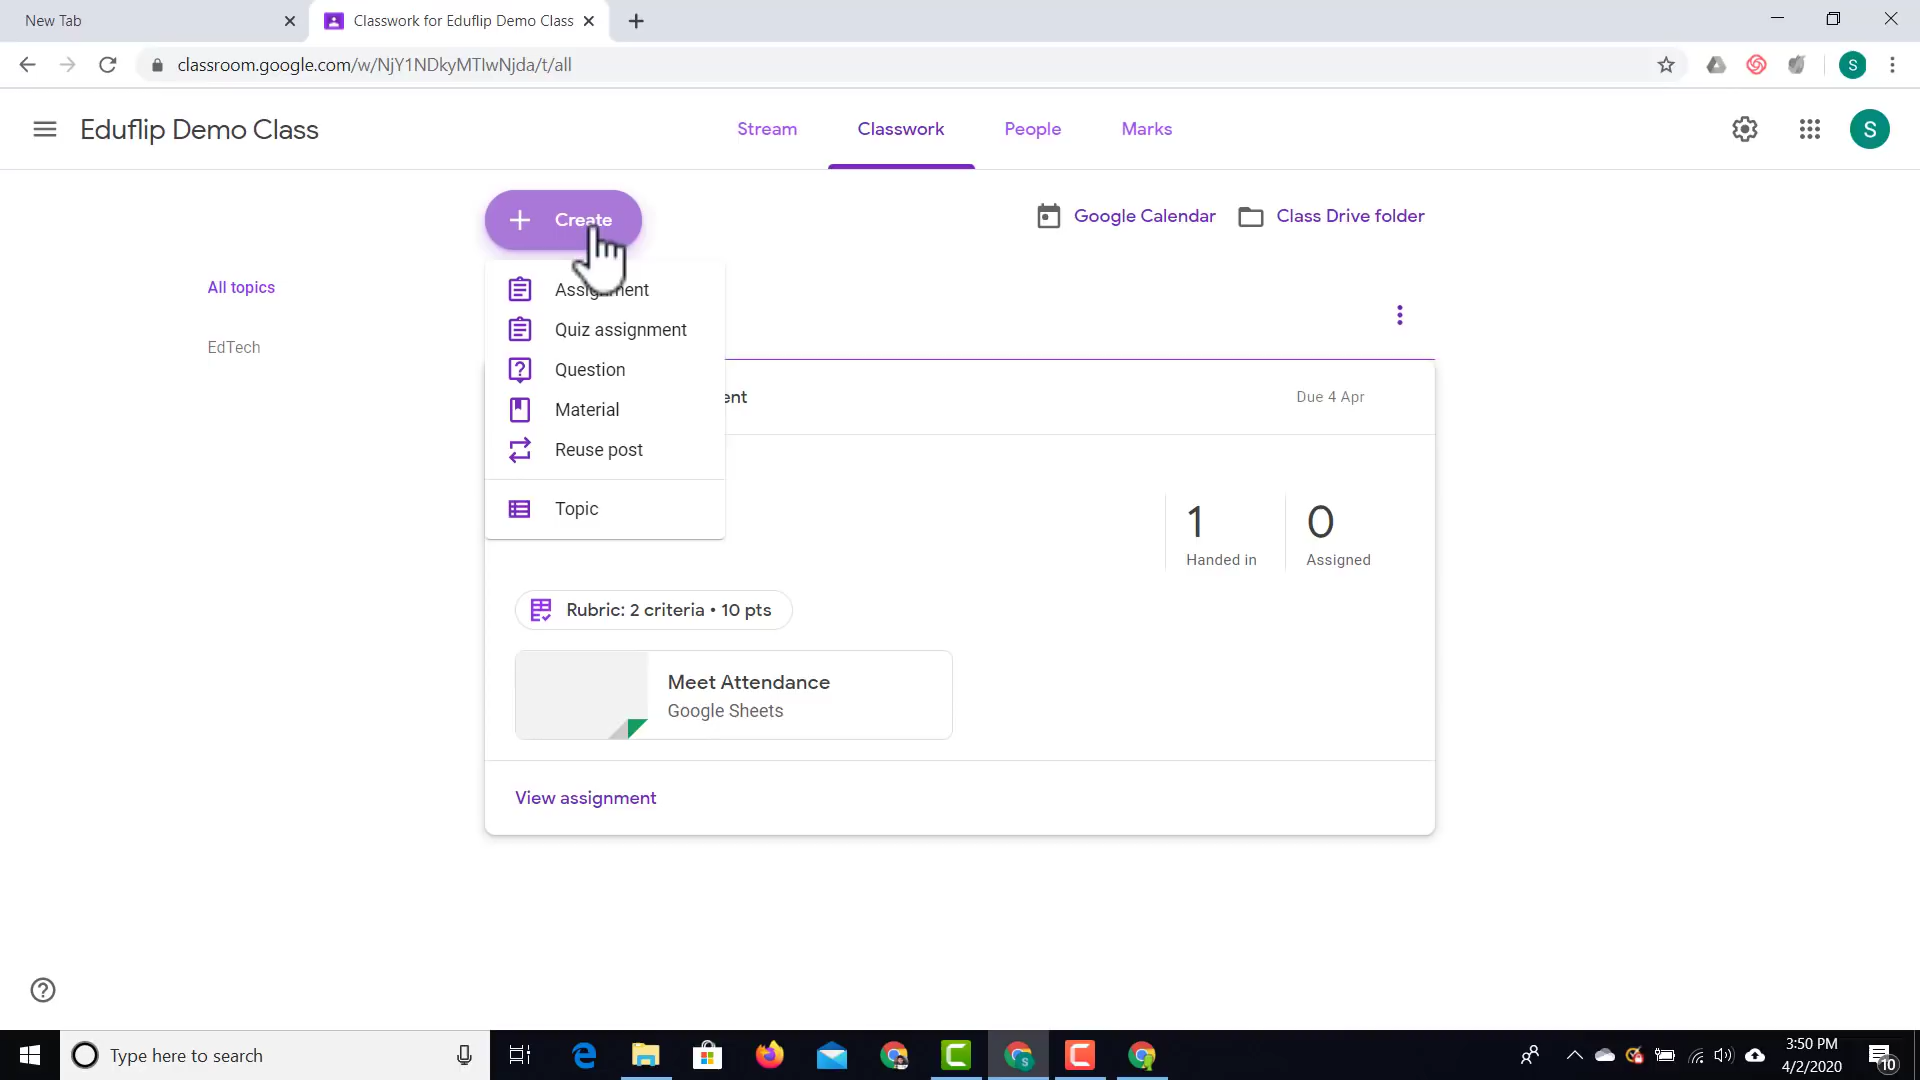 New Tab
Classwork for Eduflip Demo Class
classroom.google.com/w/NjY1NDkyMTIwNjda/t/all
S
Eduflip Demo Class
Stream
Classwork
People
Marks
S
Create
Google Calendar
Class Drive folder
All topics
EdTech
Assignment
Quiz assignment
Question
Material
Reuse post
Topic
ent
Due 4 Apr
1
Handed in
0
Assigned
Rubric: 2 criteria • 10 pts
Meet Attendance
Google Sheets
View assignment
Type here to search
3:50 PM
4/2/2020
10